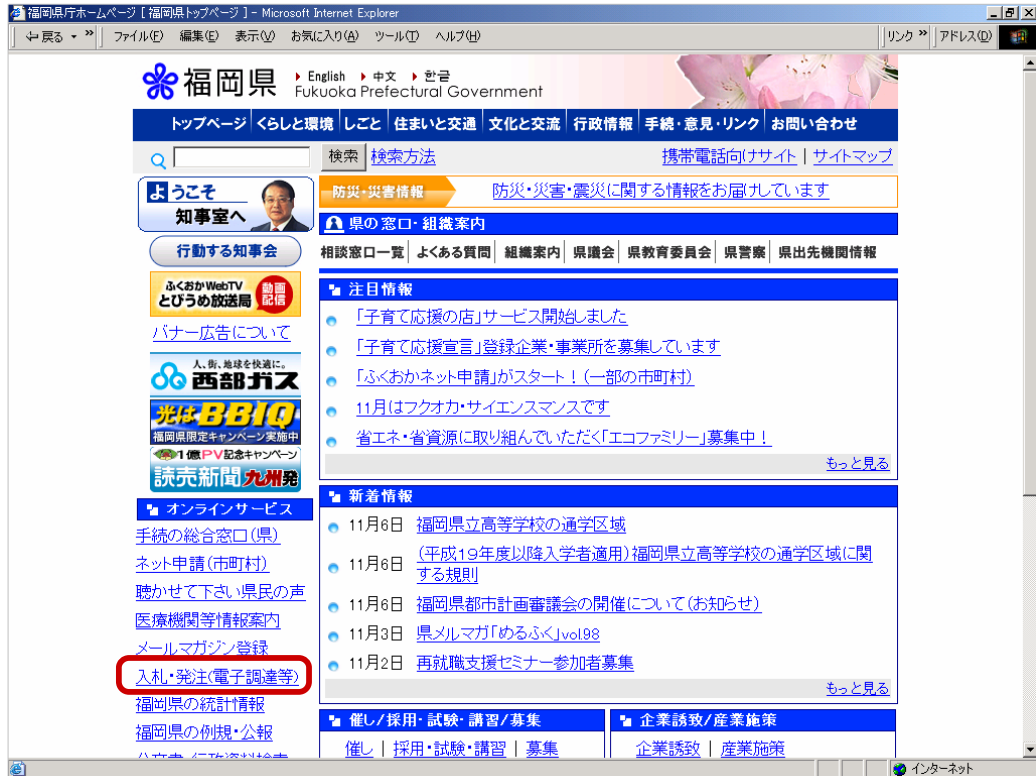 福岡県庁ホームページ [ 福岡県トップページ ] - Microsoft Internet Explorer
戻る ファイル(F) 編集(E) 表示(V) お気に入り(A) ツール(T) ヘルプ(H) リンク アドレス(D)
福岡県 English 中文 한글
Fukuoka Prefectural Government
トップページ くらしと環境 しごと 住まいと交通 文化と交流 行政情報 手続・意見・リンク お問い合わせ
検索 検索方法 携帯電話向けサイト | サイトマップ
ようこそ
知事室へ
行動する知事会
ふくおかWebTV
とびうめ放送局 動画配信
バナー広告について
人、街、地球を快適に。
西部ガス
光はBBIQ
福岡県限定キャンペーン実施中
1億PV記念キャンペーン
読売新聞 九州発
オンラインサービス
手続の総合窓口(県)
ネット申請(市町村)
聴かせて下さい県民の声
医療機関等情報案内
メールマガジン登録
入札・発注(電子調達等)
福岡県の統計情報
福岡県の例規・公報
防災・災害情報 防災・災害・震災に関する情報をお届けしています
県の窓口・組織案内
相談窓口一覧 よくある質問 組織案内 県議会 県教育委員会 県警察 県出先機関情報
注目情報
「子育て応援の店」サービス開始しました
「子育て応援宣言」登録企業・事業所を募集しています
「ふくおかネット申請」がスタート！(一部の市町村)
11月はフクオカ・サイエンスマンスです
省エネ・省資源に取り組んでいただく「エコファミリー」募集中！
もっと見る
新着情報
11月6日 福岡県立高等学校の通学区域
11月6日 (平成19年度以降入学者適用)福岡県立高等学校の通学区域に関
する規則
11月6日 福岡県都市計画審議会の開催について(お知らせ)
11月3日 県メルマガ「めるふく」vol.98
11月2日 再就職支援セミナー参加者募集
もっと見る
催し/採用・試験・講習/募集
催し | 採用・試験・講習 | 募集
企業誘致/産業施策
企業誘致 | 産業施策
インターネット